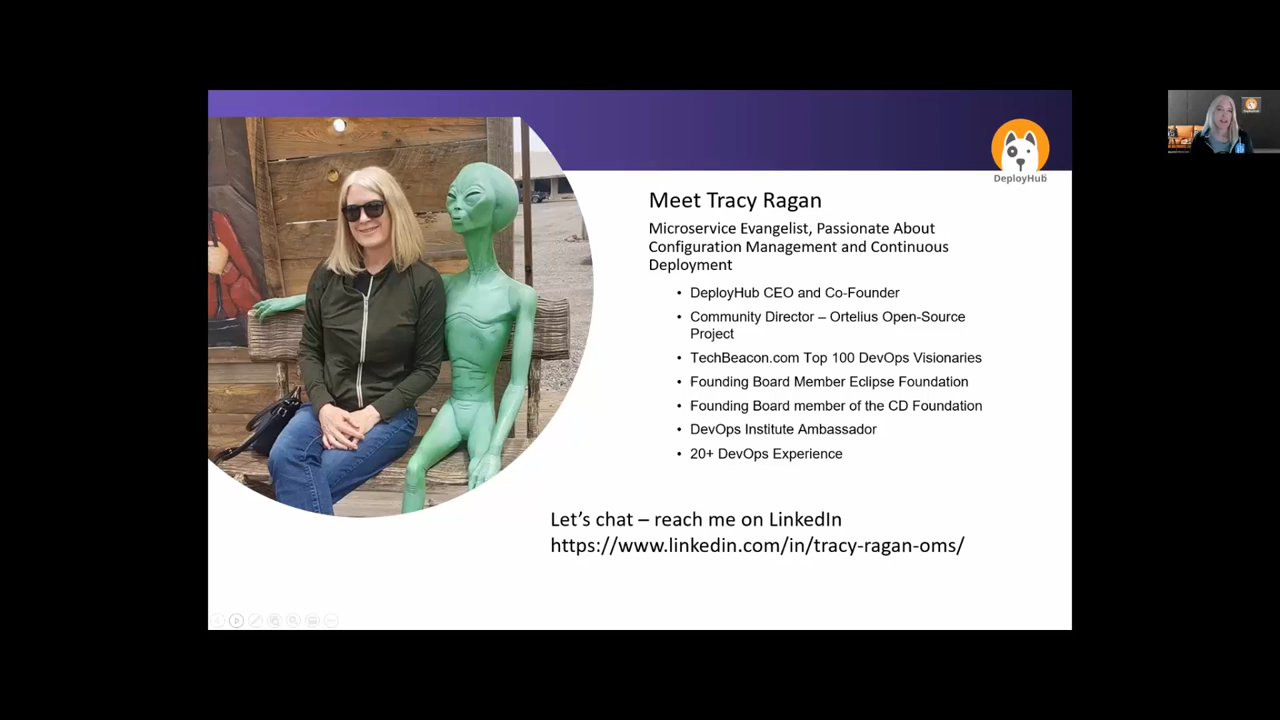 DeployHub
Meet Tracy Ragan
Microservice Evangelist, Passionate About
Configuration Management and Continuous
Deployment
• DeployHub CEO and Co-Founder
• Community Director – Ortelius Open-Source
Project
• TechBeacon.com Top 100 DevOps Visionaries
• Founding Board Member Eclipse Foundation
• Founding Board member of the CD Foundation
• DevOps Institute Ambassador
• 20+ DevOps Experience
Let’s chat – reach me on LinkedIn
https://www.linkedin.com/in/tracy-ragan-oms/